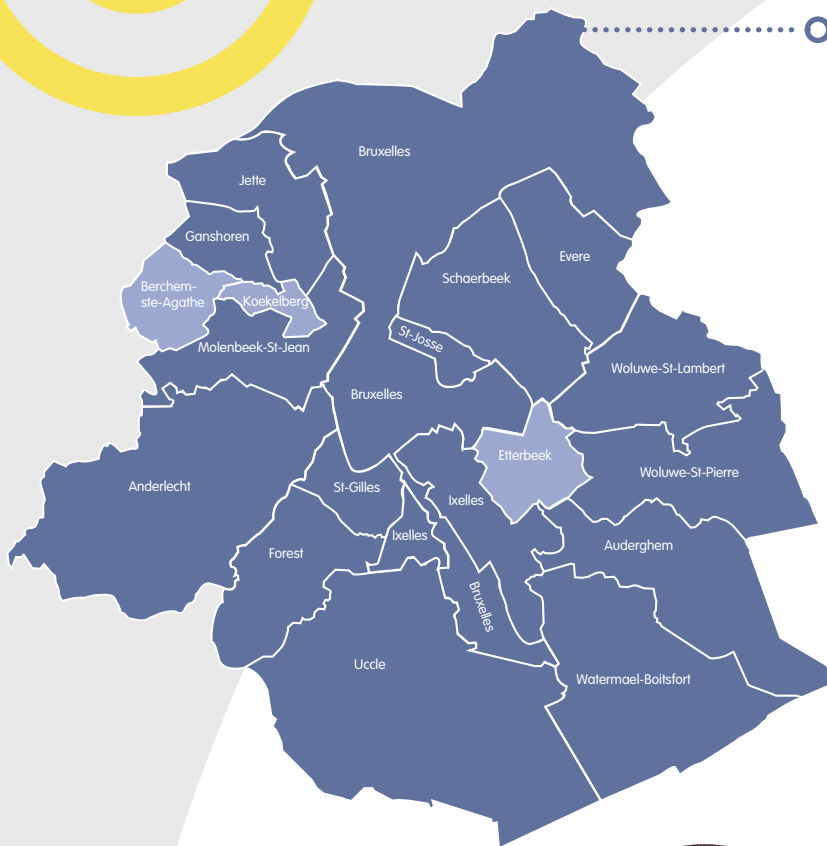 Bruxelles
Jette
Ganshoren
Evere
Schaerbeek
Berchem-
ste-Agathe
Koekelberg
St-Josse
Molenbeek-St-Jean
Woluwe-St-Lambert
Bruxelles
Etterbeek
Woluwe-St-Pierre
Anderlecht
St-Gilles
Ixelles
Ixelles
Auderghem
Forest
Bruxelles
Uccle
Watermael-Boitsfort